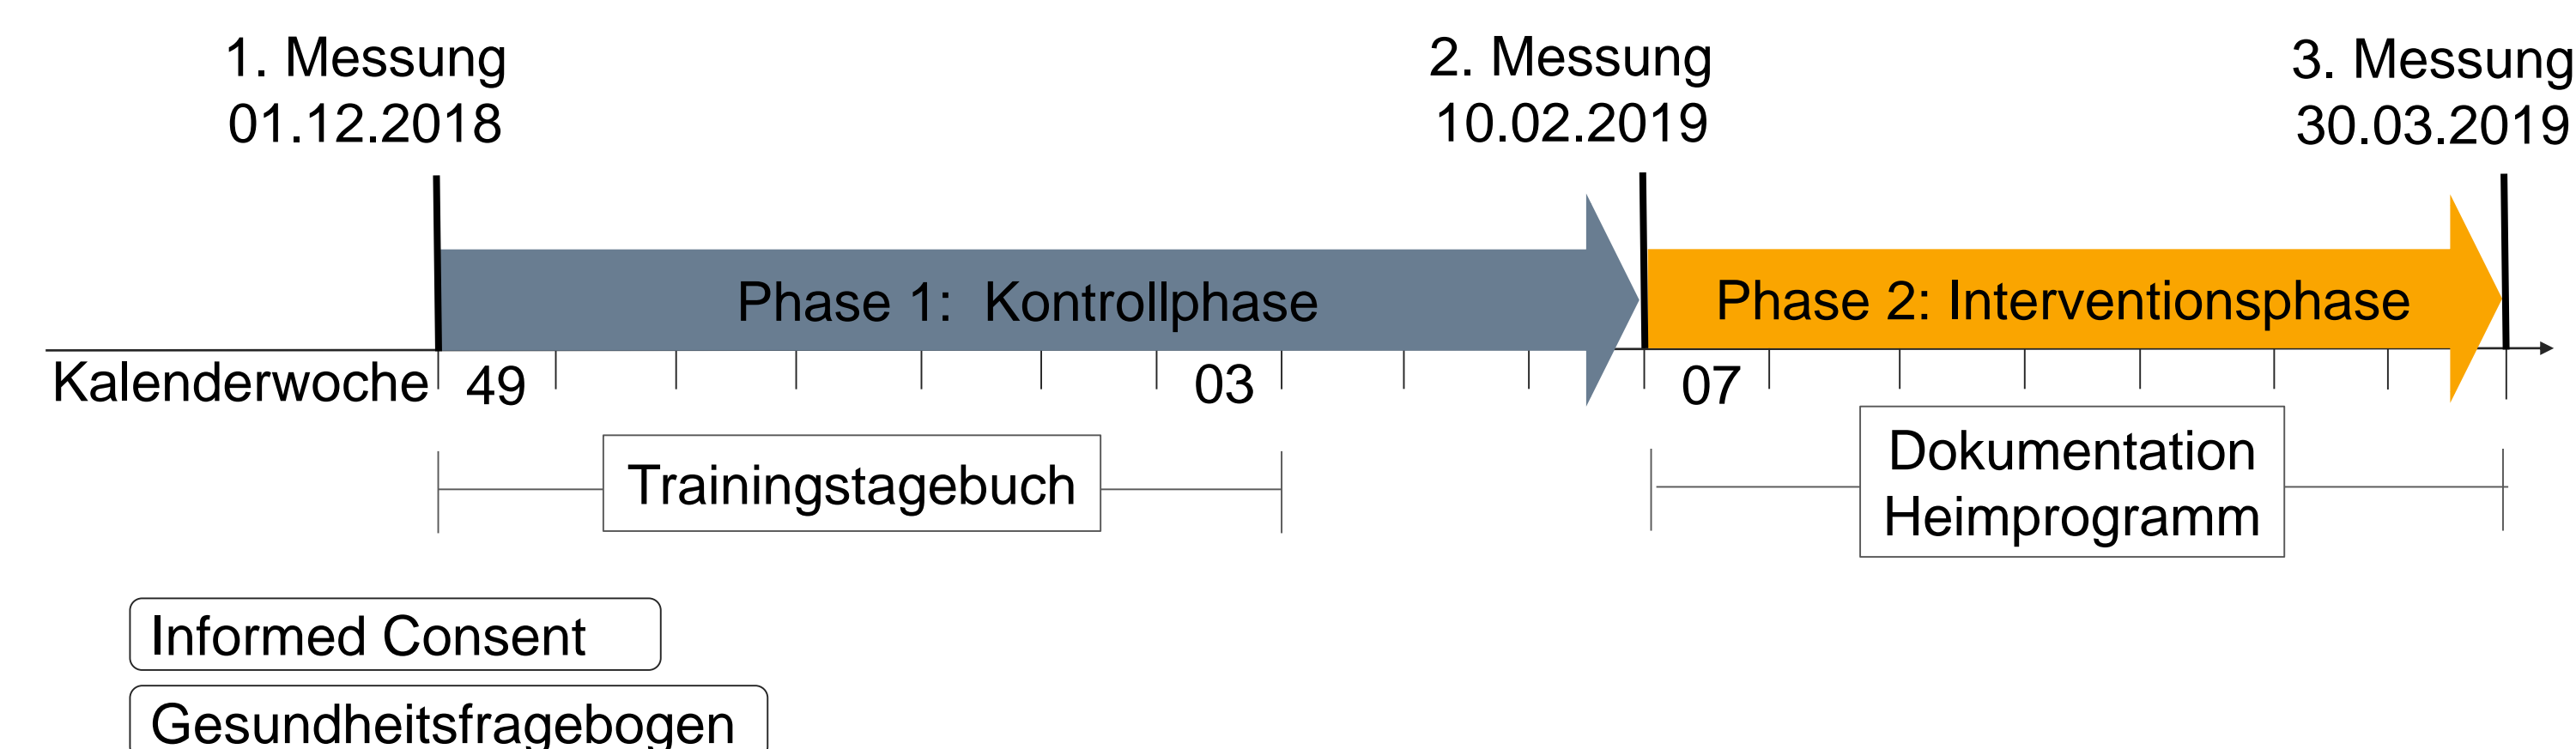 1. Messung
01.12.2018
2. Messung
10.02.2019
3. Messung
30.03.2019
Phase 1: Kontrollphase
Phase 2: Interventionsphase
Kalenderwoche 49 03 07
Trainingstagebuch
Dokumentation
Heimprogramm
Informed Consent
Gesundheitsfragebogen